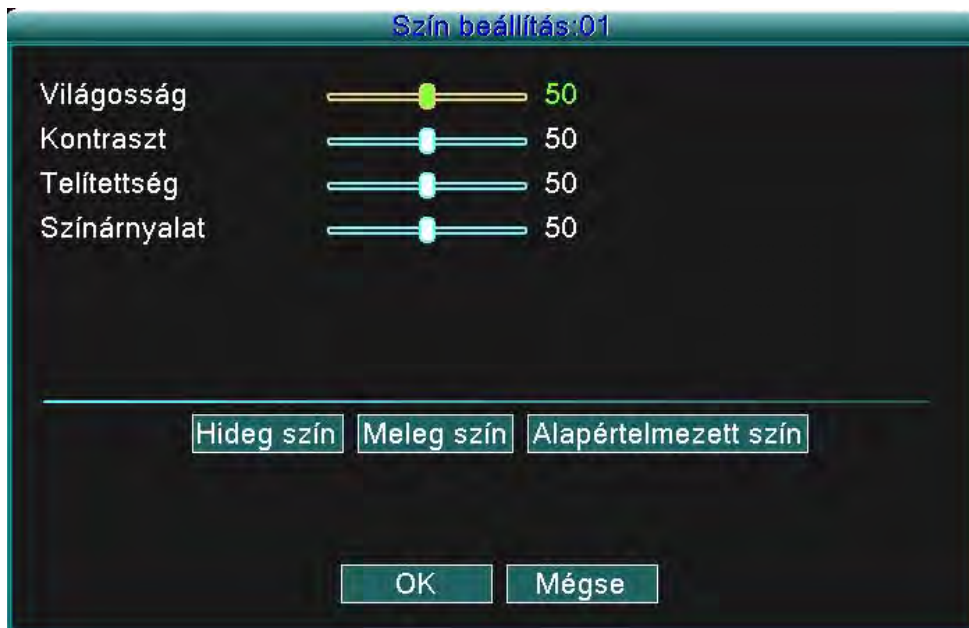 Szín beállítás:01
Világosság 50
Kontraszt 50
Telítettség 50
Színárnyalat 50
Hideg szín Meleg szín Alapértelmezett szín
OK Mégse